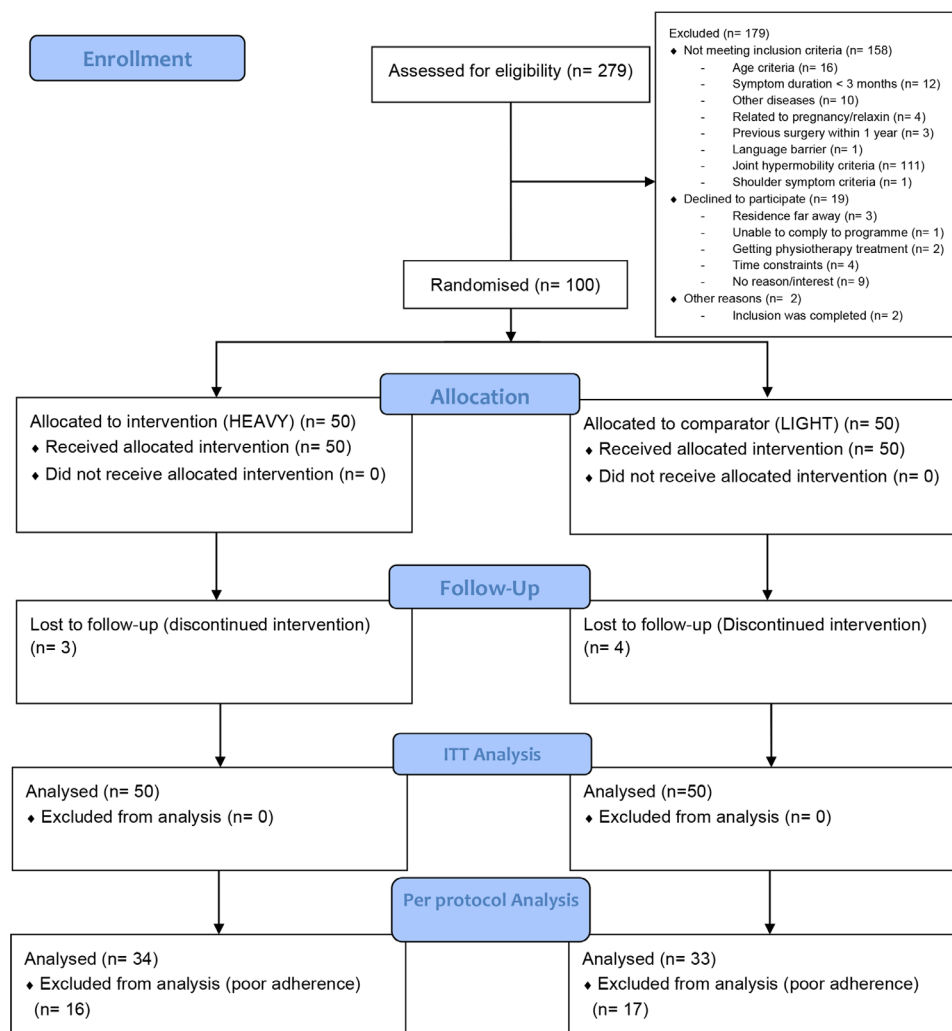 Enrollment
Assessed for eligibility (n= 279)
Excluded (n= 179)
♦ Not meeting inclusion criteria (n= 158)
- Age criteria (n= 16)
- Symptom duration < 3 months (n= 12)
- Other diseases (n= 10)
- Related to pregnancy/relaxin (n= 4)
- Previous surgery within 1 year (n= 3)
- Language barrier (n= 1)
- Joint hypermobility criteria (n= 111)
- Shoulder symptom criteria (n= 1)
♦ Declined to participate (n= 19)
- Residence far away (n= 3)
- Unable to comply to programme (n= 1)
- Getting physiotherapy treatment (n= 2)
- Time constraints (n= 4)
- No reason/interest (n= 9)
♦ Other reasons (n= 2)
- Inclusion was completed (n= 2)
Randomised (n= 100)
Allocation
Allocated to intervention (HEAVY) (n= 50)
♦ Received allocated intervention (n= 50)
♦ Did not receive allocated intervention (n= 0)
Allocated to comparator (LIGHT) (n= 50)
♦ Received allocated intervention (n= 50)
♦ Did not receive allocated intervention (n= 0)
Follow-Up
Lost to follow-up (discontinued intervention)
(n= 3)
Lost to follow-up (Discontinued intervention)
(n= 4)
ITT Analysis
Analysed (n= 50)
♦ Excluded from analysis (n= 0)
Analysed (n=50)
♦ Excluded from analysis (n= 0)
Per protocol Analysis
Analysed (n= 34)
♦ Excluded from analysis (poor adherence)
(n= 16)
Analysed (n= 33)
♦ Excluded from analysis (poor adherence)
(n= 17)